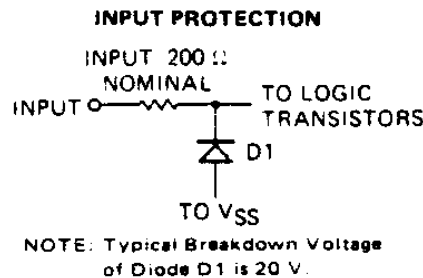 INPUT PROTECTION
INPUT 200 Ω
NOMINAL
INPUT
TO LOGIC
TRANSISTORS
D1
TO VSS
NOTE: Typical Breakdown Voltage
of Diode D1 is 20 V.